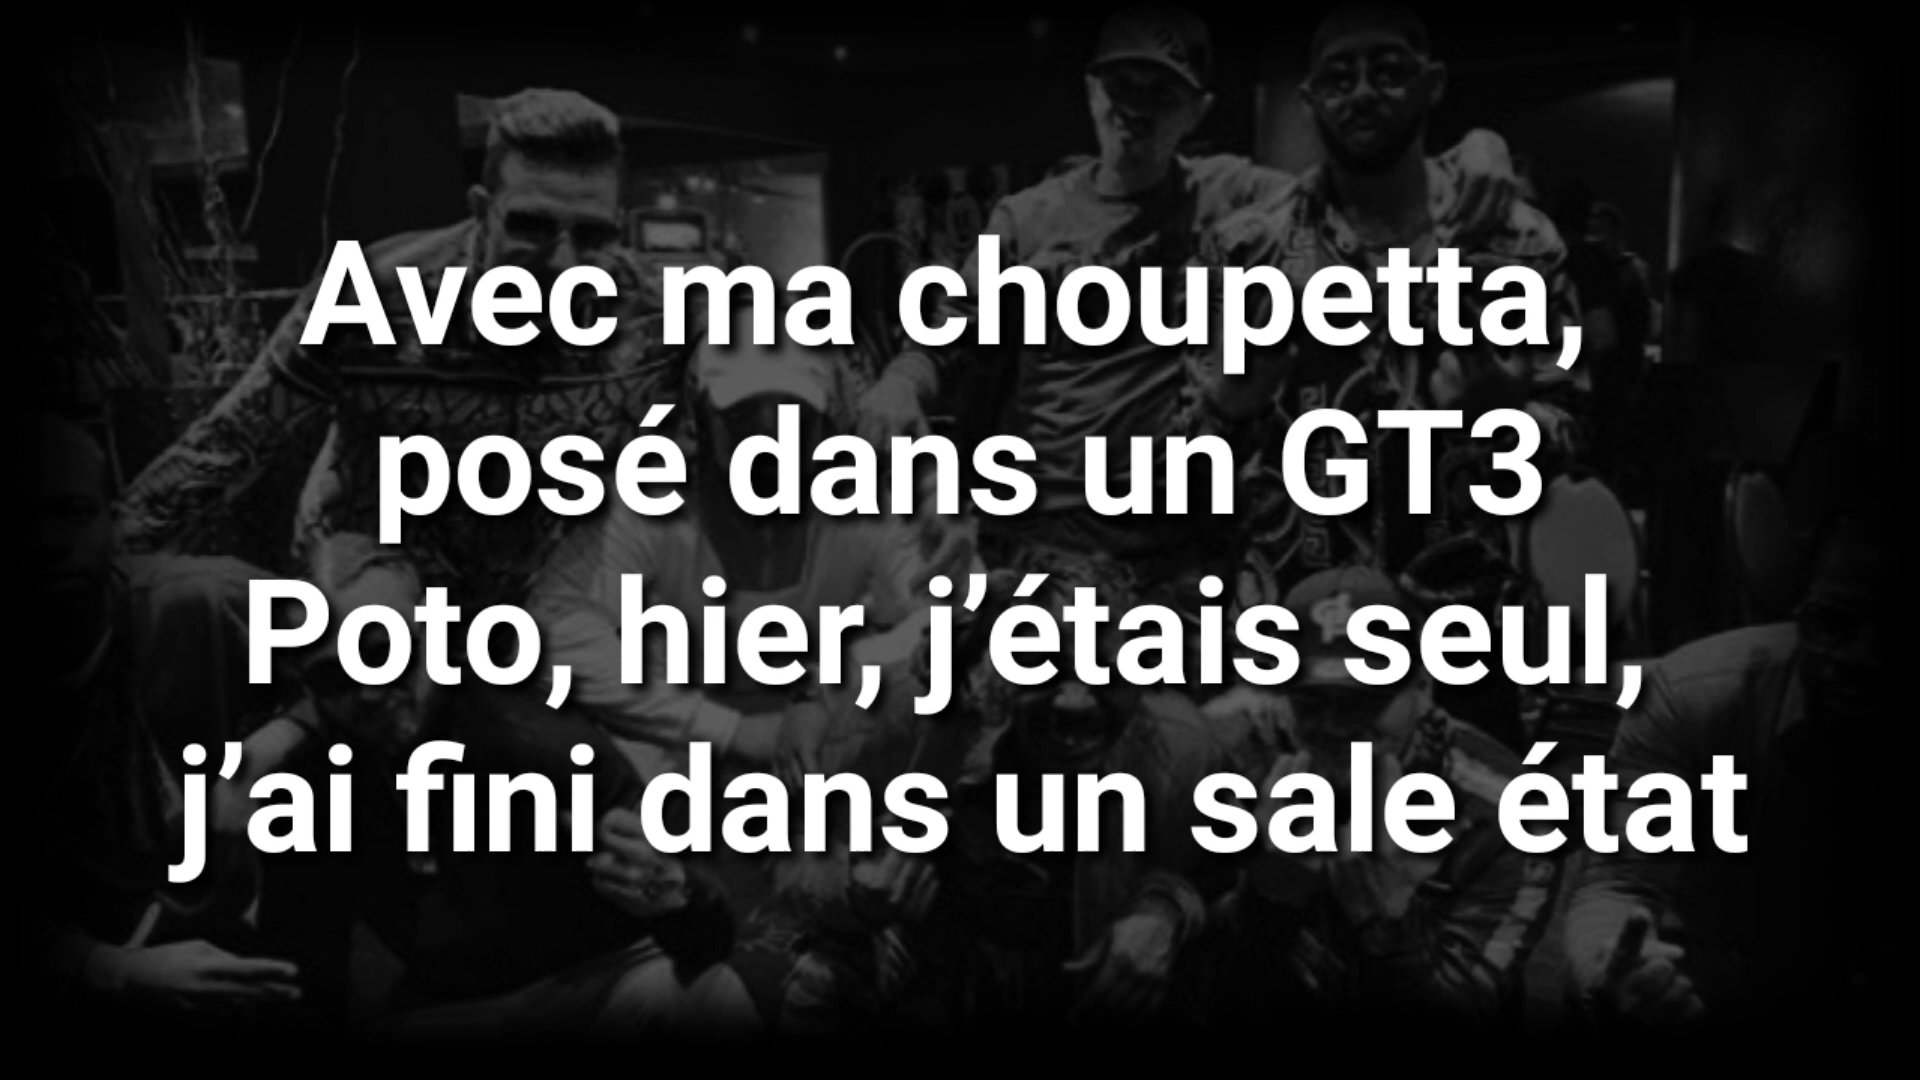 Avec ma choupetta,
posé dans un GT3
Poto, hier, j’étais seul,
j’ai fini dans un sale état